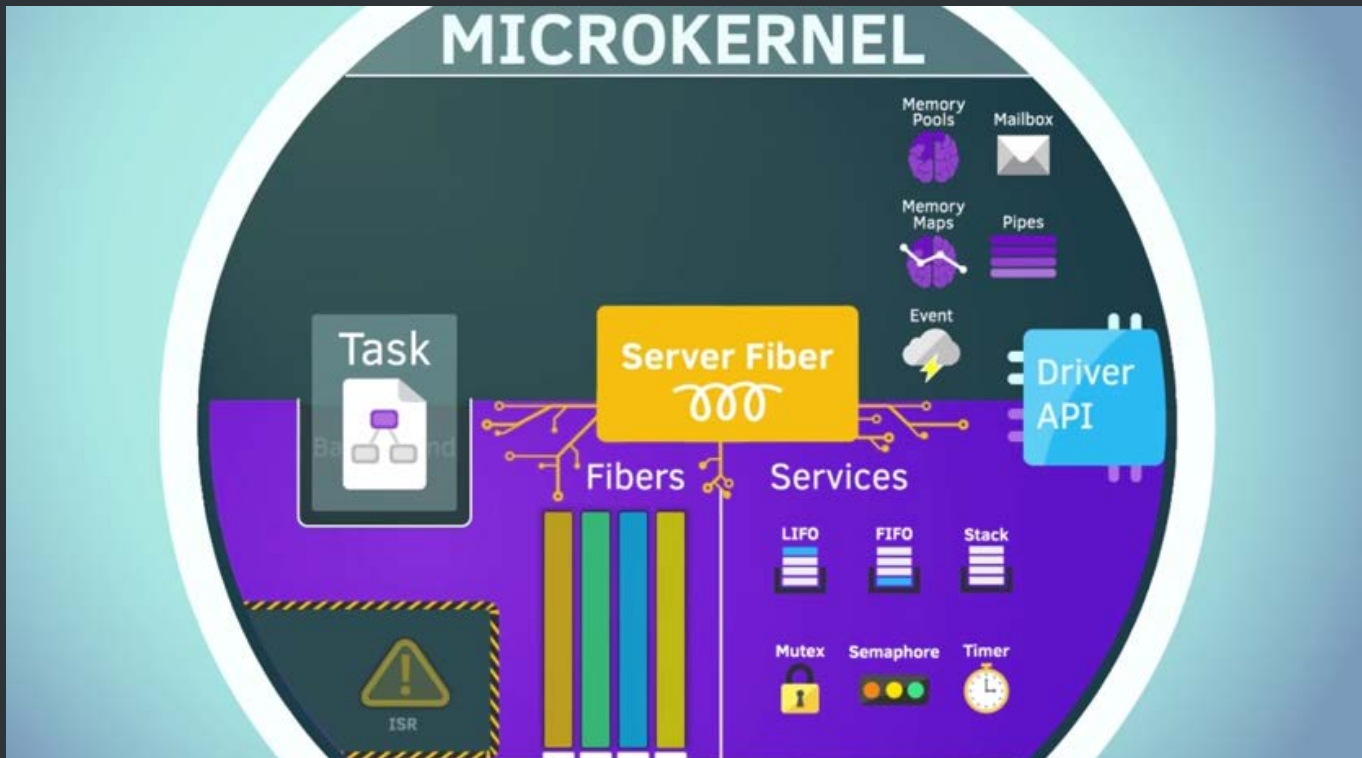 MICROKERNEL
Memory
Pools
Mailbox
Memory
Maps
Pipes
Event
Task
Server Fiber
Driver
API
Fibers
Services
LIFO
FIFO
Stack
Mutex
Semaphore
Timer
ISR